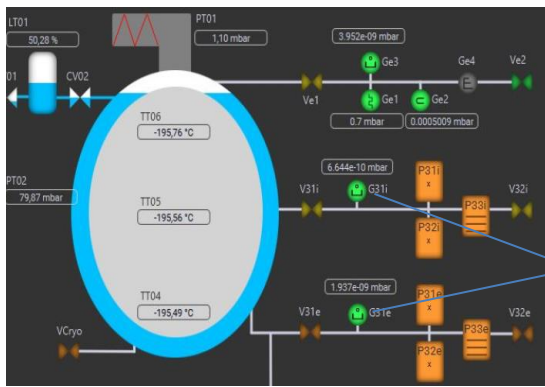 LT01
50,28 %
01
CV02
PT01
1,10 mbar
3.952e-09 mbar
Ge3
Ge4
Ve2
Ve1
Ge1
Ge2
0.7 mbar
0.0005009 mbar
TT06
-195,76 °C
PT02
79,87 mbar
TT05
-195,56 °C
TT04
-195,49 °C
VCryo
6.644e-10 mbar
V31i
G31i
P31i
x
P32i
x
P33i
V32i
1.937e-09 mbar
V31e
G31e
P31e
x
P32e
x
P33e
V32e